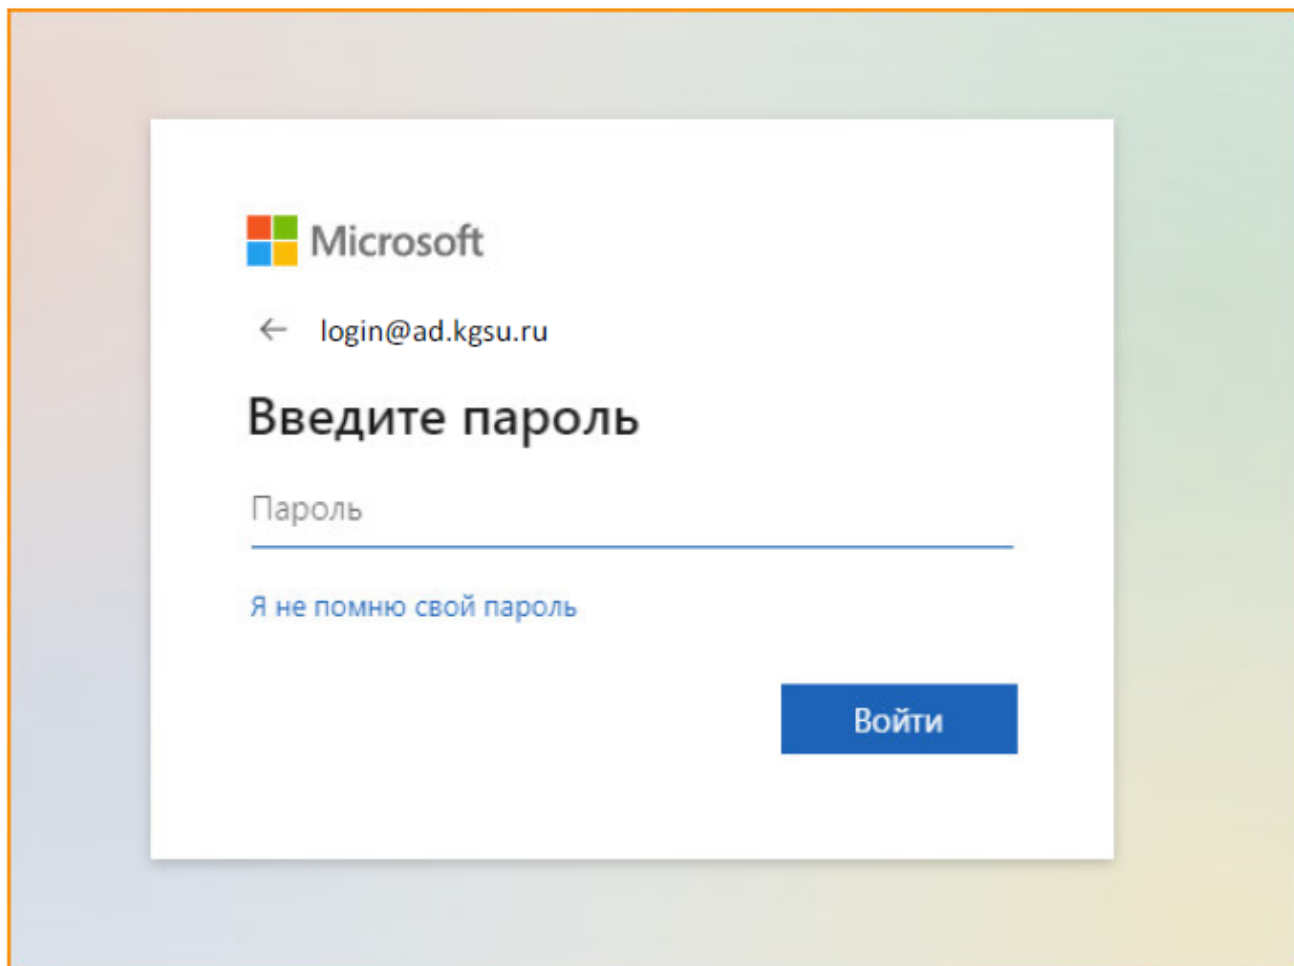 Microsoft
← login@ad.kgsu.ru
Введите пароль
Пароль
Я не помню свой пароль
Войти